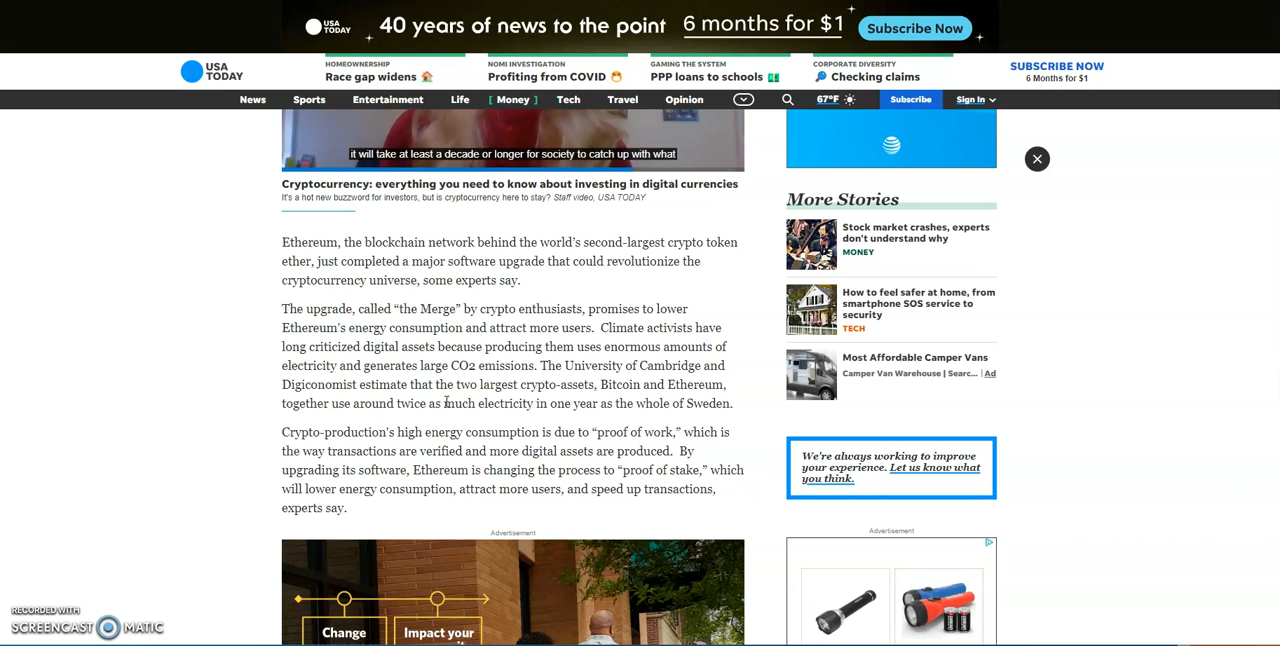 USA
TODAY
40 years of news to the point
6 months for $1
Subscribe Now
USA
TODAY
HOMEOWNERSHIP
Race gap widens 🏠
NOMI INVESTIGATION
Profiting from COVID 😷
GAMING THE SYSTEM
PPP loans to schools 💵
CORPORATE DIVERSITY
🔎 Checking claims
SUBSCRIBE NOW
6 Months for $1
News
Sports
Entertainment
Life
[ Money ]
Tech
Travel
Opinion
67°F
Subscribe
Sign In
it will take at least a decade or longer for society to catch up with what
Cryptocurrency: everything you need to know about investing in digital currencies
It's a hot new buzzword for investors, but is cryptocurrency here to stay? Staff video, USA TODAY
Ethereum, the blockchain network behind the world's second-largest crypto token
ether, just completed a major software upgrade that could revolutionize the
cryptocurrency universe, some experts say.
The upgrade, called “the Merge” by crypto enthusiasts, promises to lower
Ethereum's energy consumption and attract more users. Climate activists have
long criticized digital assets because producing them uses enormous amounts of
electricity and generates large CO2 emissions. The University of Cambridge and
Digiconomist estimate that the two largest crypto-assets, Bitcoin and Ethereum,
together use around twice as much electricity in one year as the whole of Sweden.
Crypto-production's high energy consumption is due to “proof of work,” which is
the way transactions are verified and more digital assets are produced. By
upgrading its software, Ethereum is changing the process to “proof of stake,” which
will lower energy consumption, attract more users, and speed up transactions,
experts say.
Advertisement
Change
Impact your
More Stories
Stock market crashes, experts
don't understand why
MONEY
How to feel safer at home, from
smartphone SOS service to
security
TECH
Most Affordable Camper Vans
Camper Van Warehouse | Searc... | Ad
We're always working to improve
your experience. Let us know what
you think.
Advertisement
RECORDED WITH
SCREENCAST MATIC